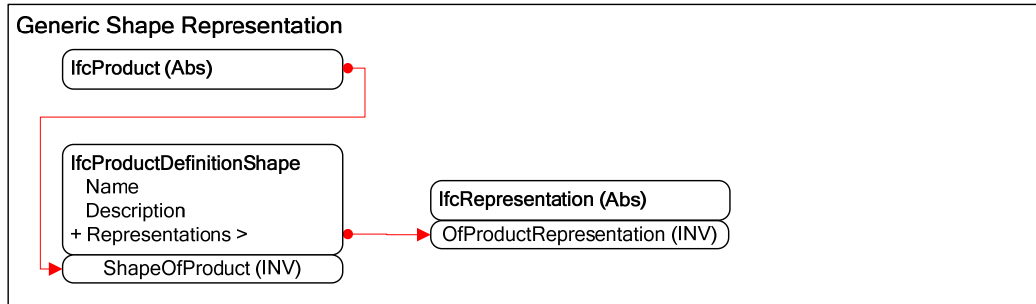 Generic Shape Representation
IfcProduct (Abs)
IfcProductDefinitionShape
Name
Description
+ Representations >
ShapeOfProduct (INV)
IfcRepresentation (Abs)
OfProductRepresentation (INV)